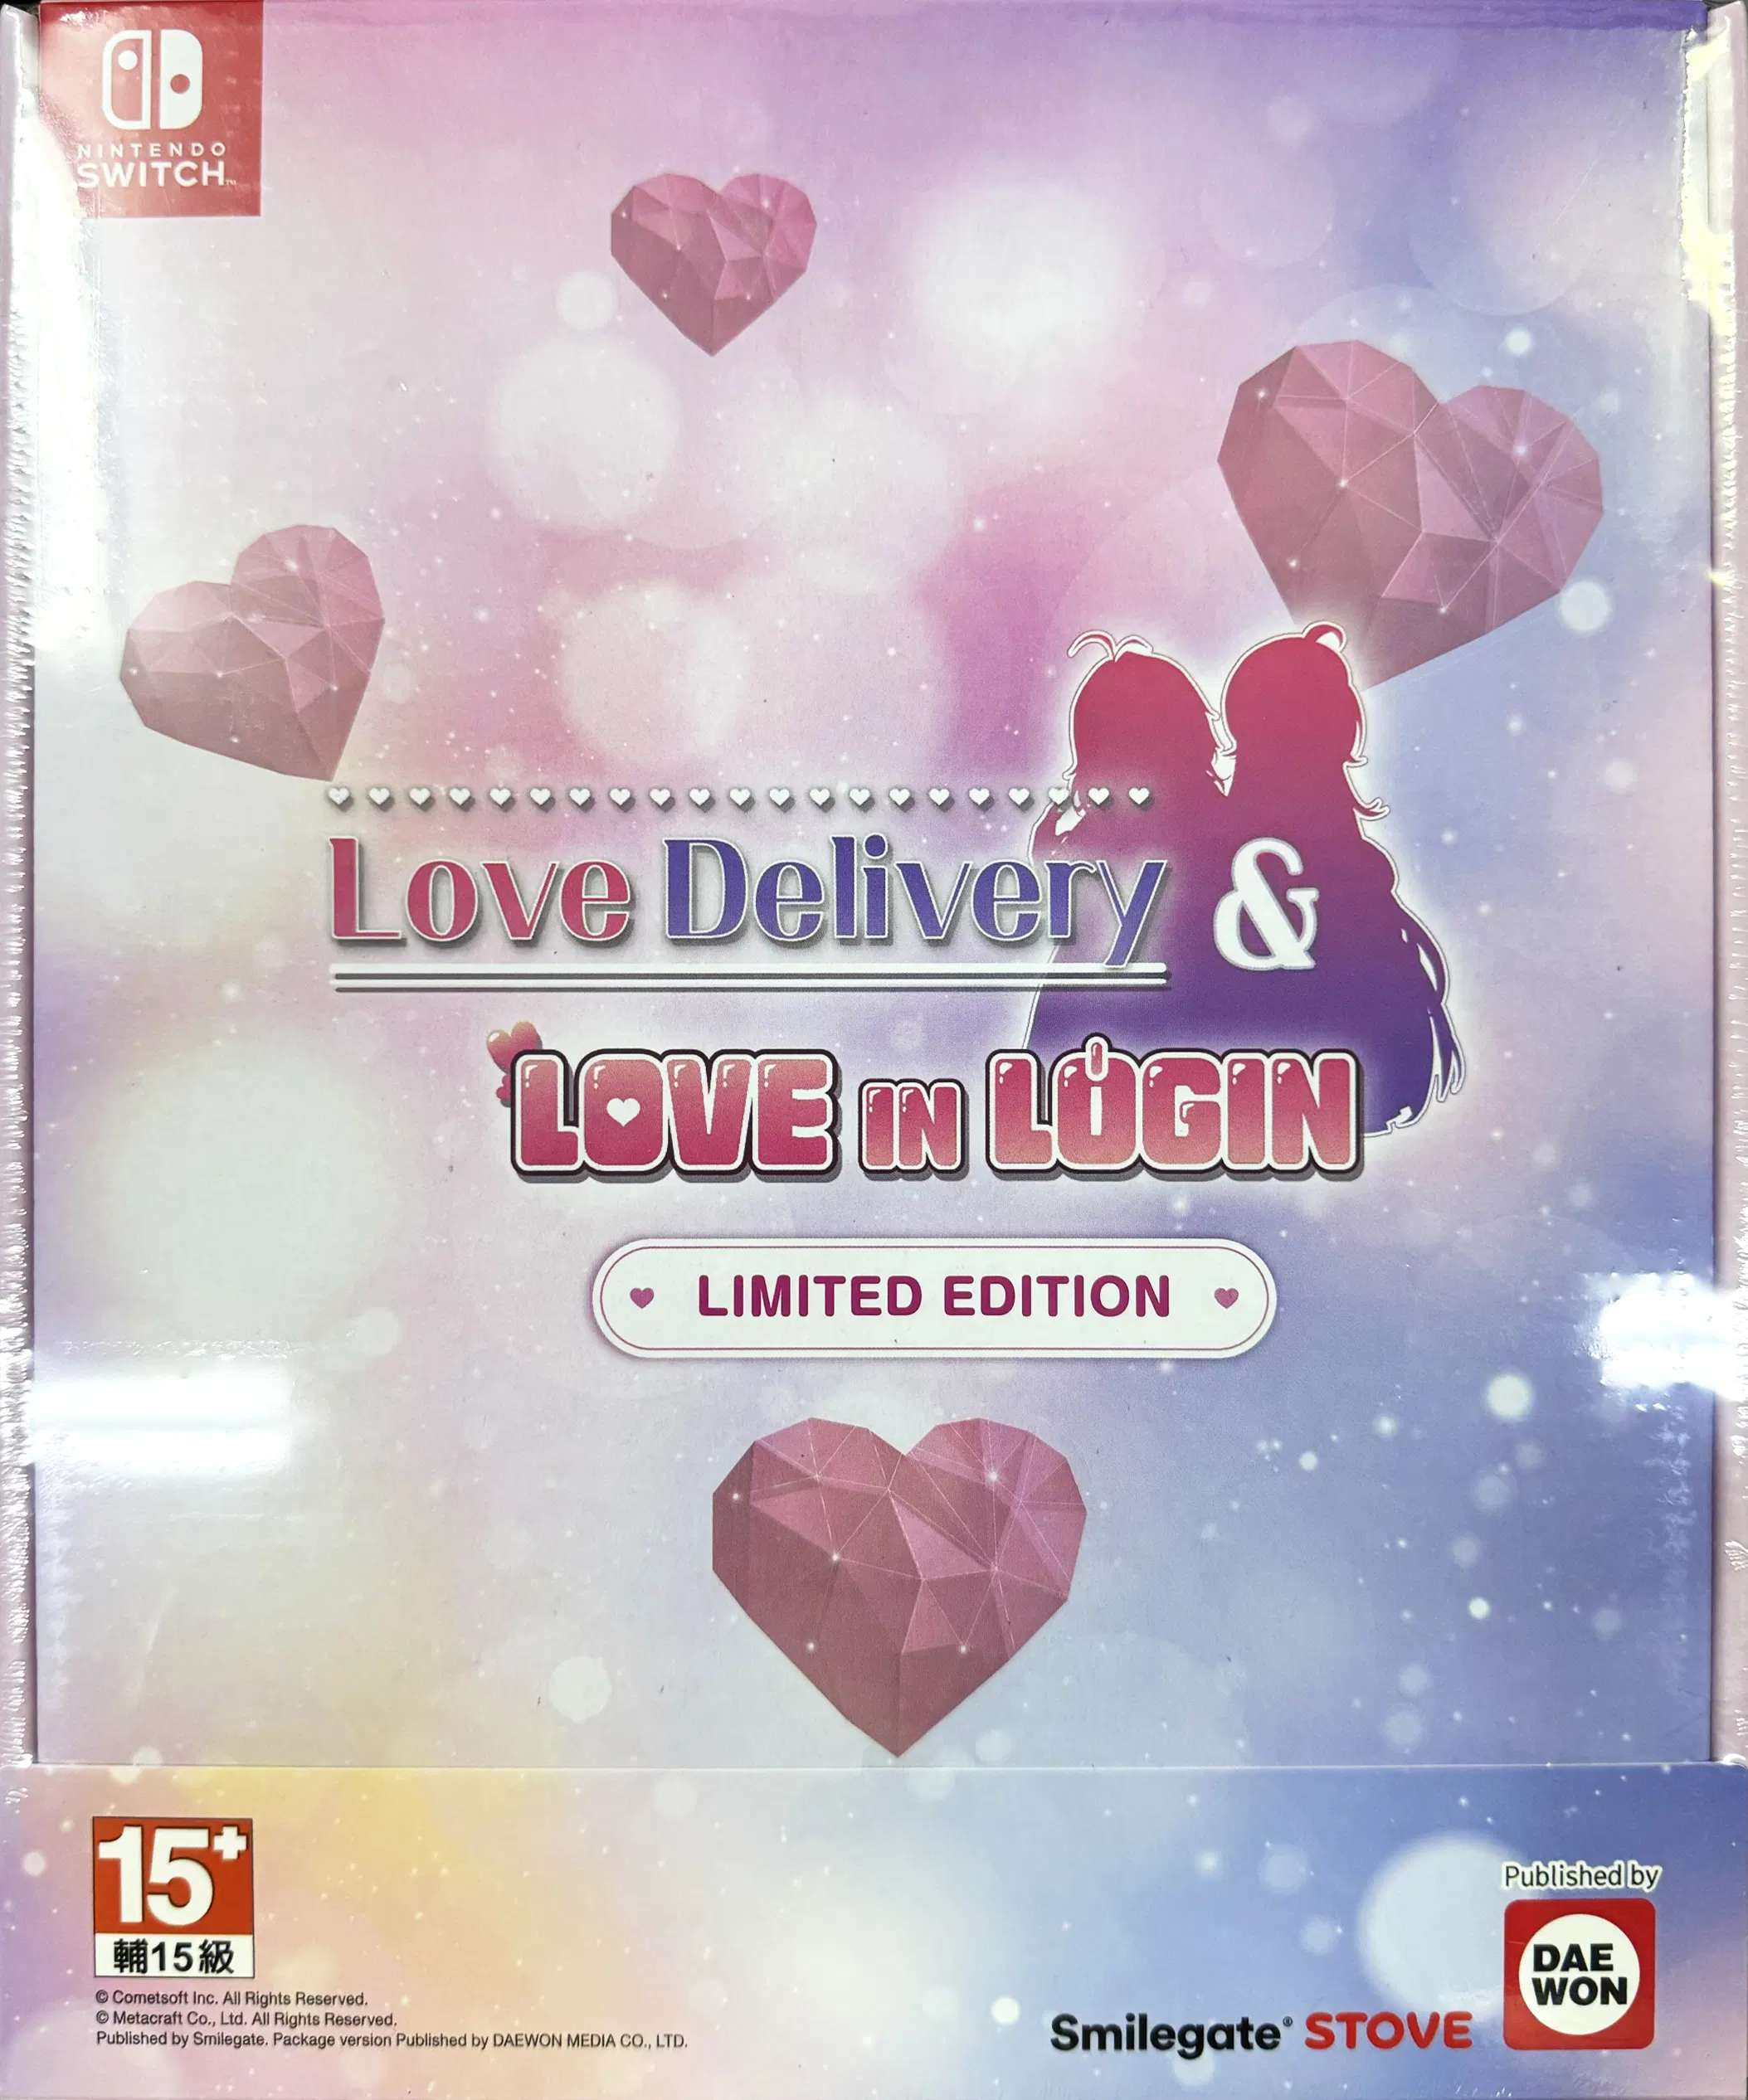 NINTENDO
SWITCH™
Love Delivery &
LOVE IN LOGIN
LIMITED EDITION
15+
輔15級
© Cometsoft Inc. All Rights Reserved.
© Metacraft Co., Ltd. All Rights Reserved.
Published by Smilegate. Package version Published by DAEWON MEDIA CO., LTD.
Smilegate® STOVE
Published by
DAE
WON